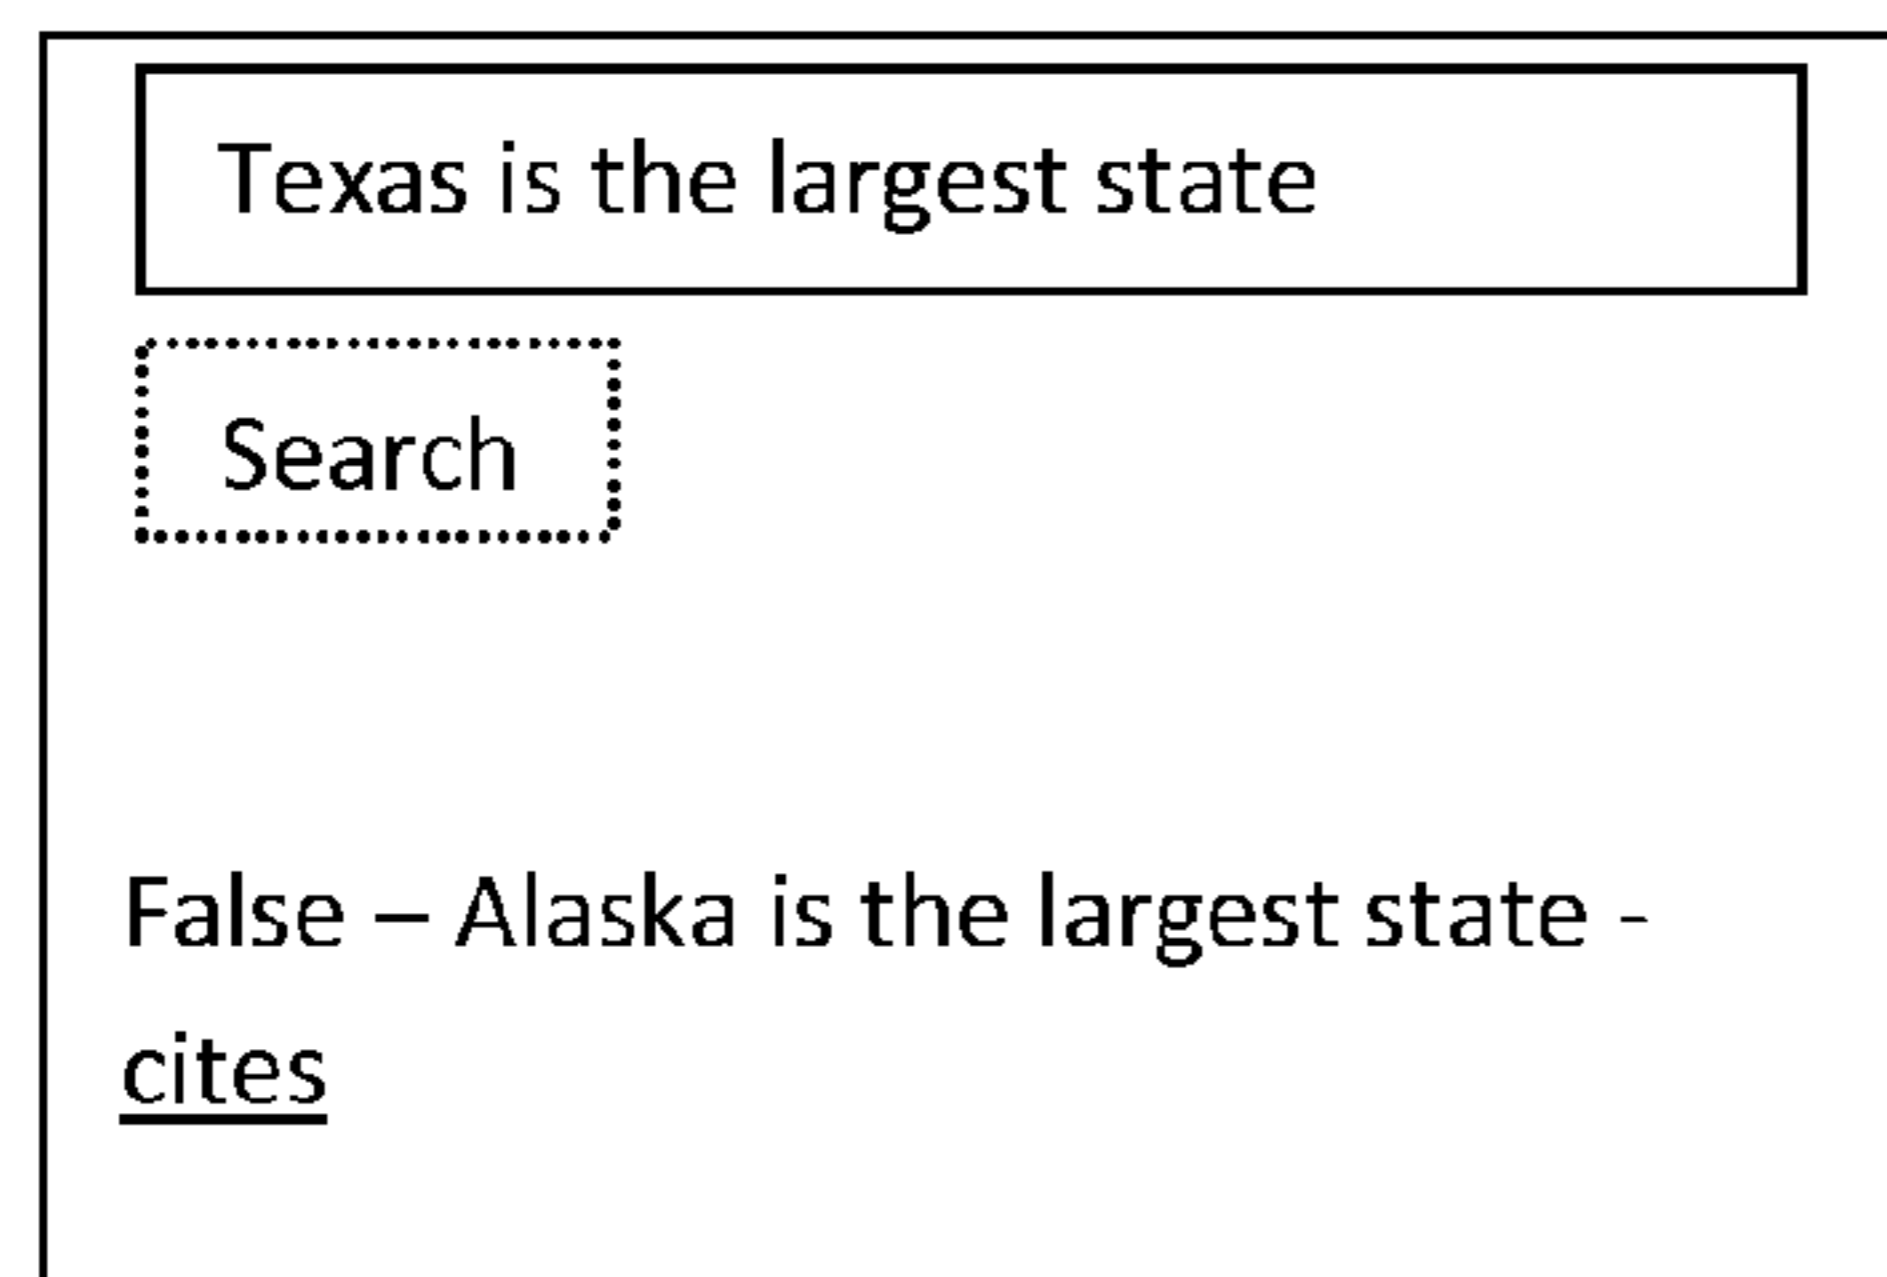 Texas is the largest state
Search
False – Alaska is the largest state -
cites